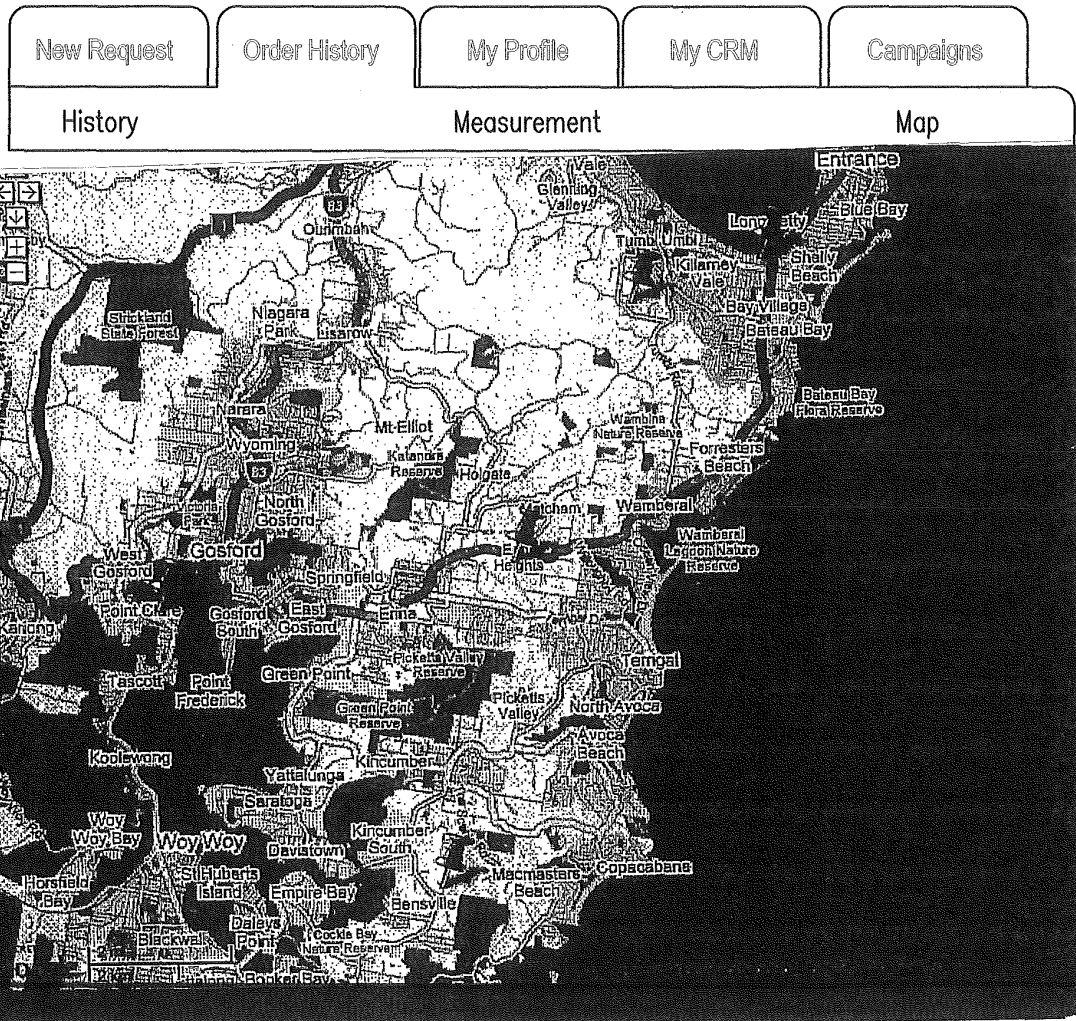 New Request Order History My Profile My CRM Campaigns
History Measurement Map
Vale
Entrance
Glenning
Valley
83
1
Blue Bay
Ourimbah
Tumbi Umbi
Shelly
Beach
Killarney
Vale
Strickland
State Forest
Niagara
Park
Lisarow
Bay Village
Bateau Bay
Bateau Bay
Flora Reserve
Narara
Mt Elliot
Wambina
Nature Reserve
Wyoming
Katandra
Reserve
Holgate
Forresters
Beach
83
North
Gosford
Matcham
Wamberal
Wamberal
Lagoon Nature
Reserve
West
Gosford
Gosford
Heights
Springfield
Point Clare
Gosford
South
East
Gosford
Erina
Kariong
Terrigal
Picketts Valley
Reserve
Green Point
Tascott
Point
Frederick
Picketts
Valley
North Avoca
Green Point
Reserve
Avoca
Beach
Koolewong
Kincumber
Yattalunga
Saratoga
Woy
Woy Bay
Woy Woy
Kincumber
South
Davistown
St Huberts
Island
Copacabana
Macmasters
Beach
Horsfield
Bay
Empire Bay
Bensville
Daleys
Point
Cockle Bay
Nature Reserve
Blackwall